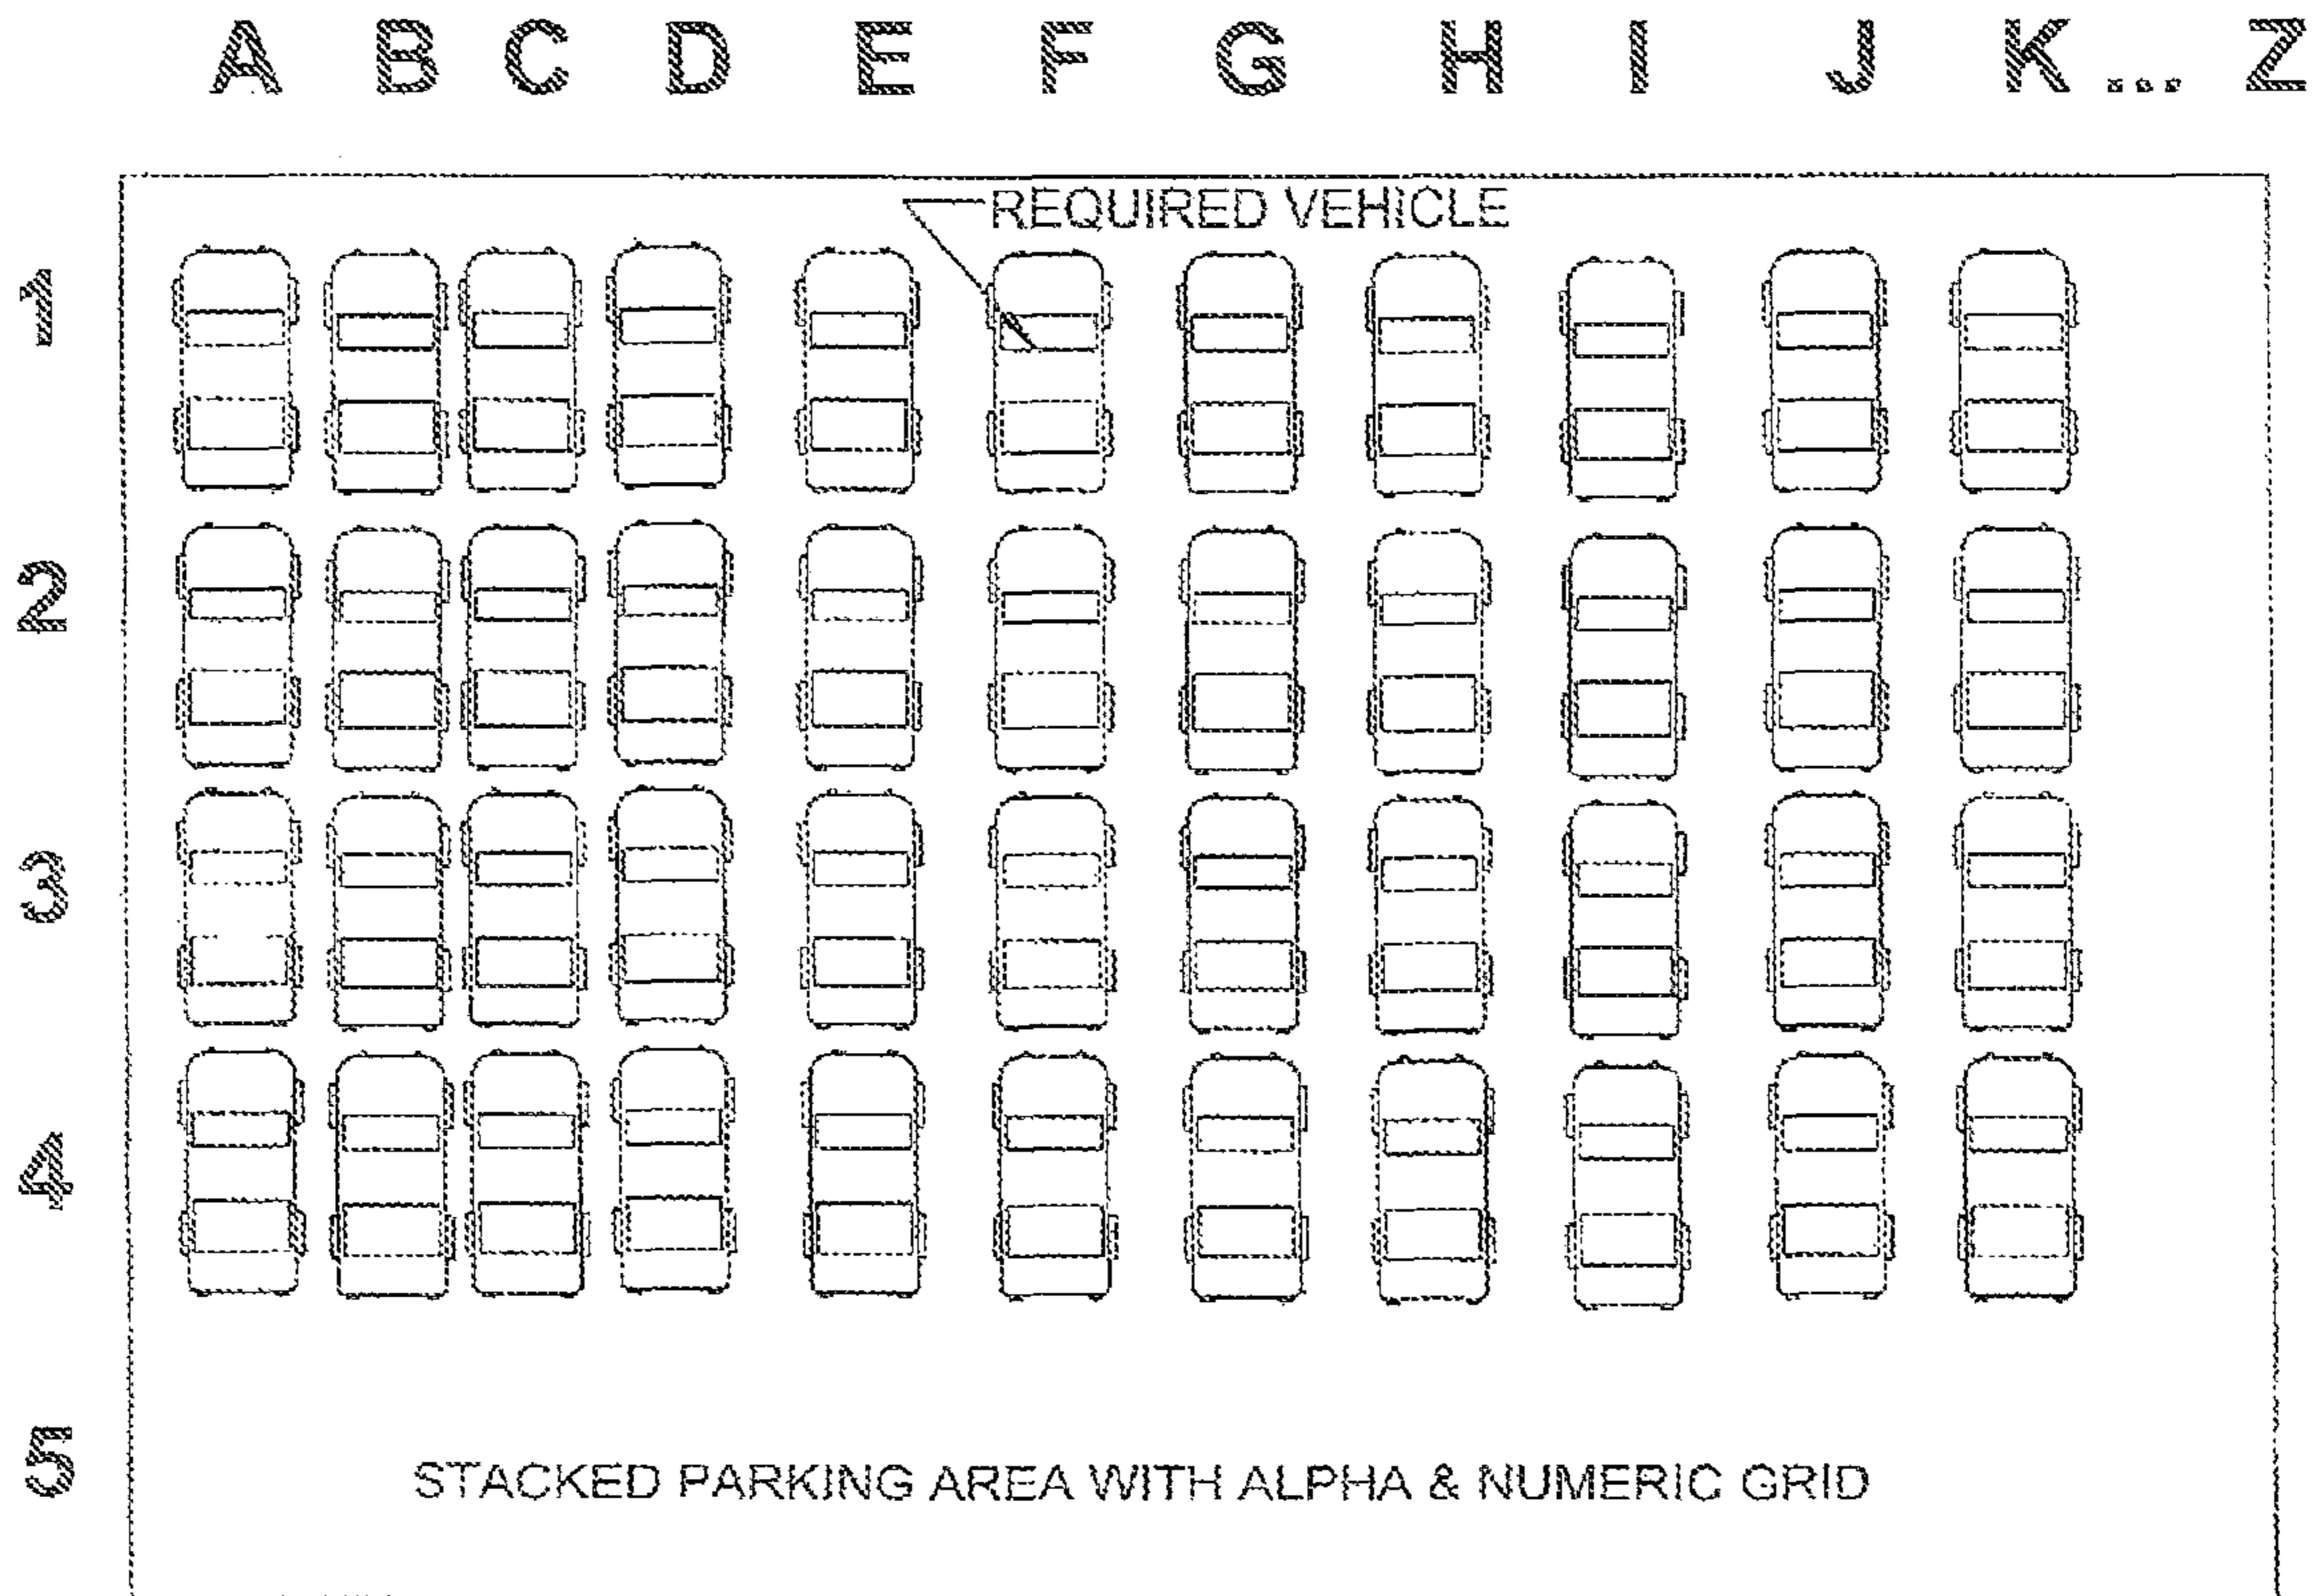 A B C D E F G H I J K ... Z
REQUIRED VEHICLE
1
2
3
4
5
STACKED PARKING AREA WITH ALPHA & NUMERIC GRID